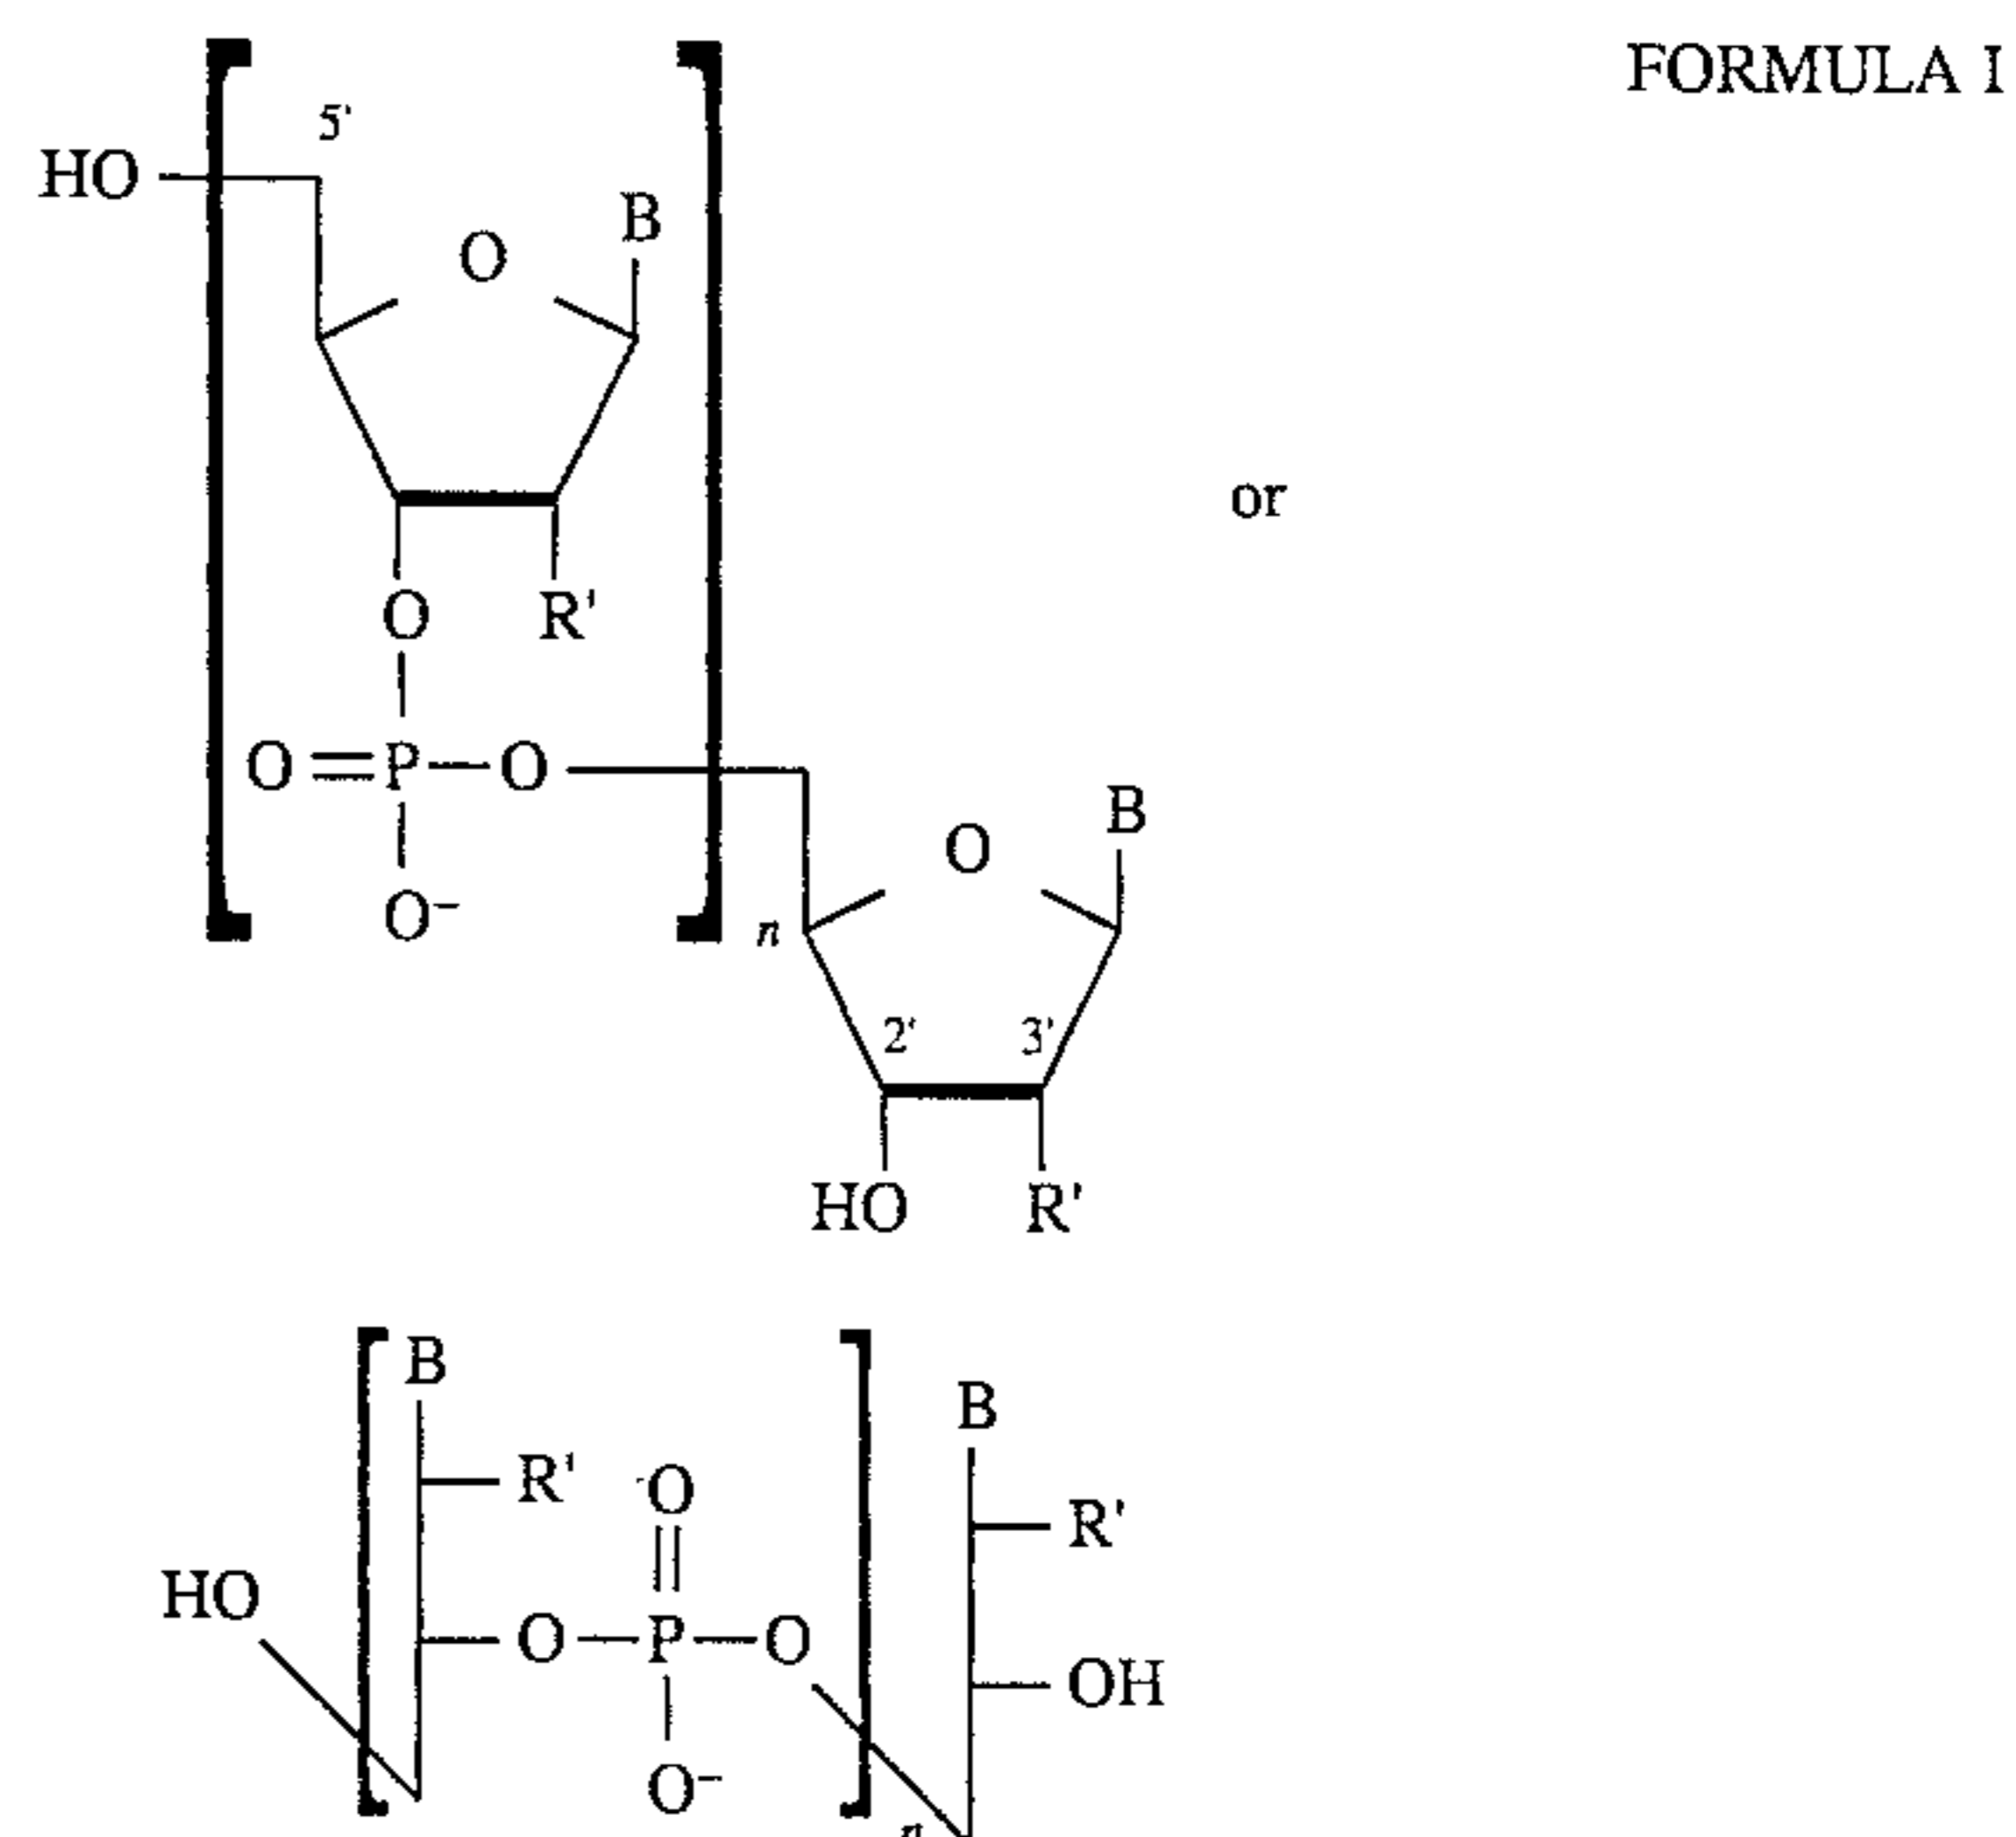 FORMULA I
5'
HO
B
O
or
O R'
O=P–O
B
O
O–
n
2' 3'
HO R'
B
B
R' -O
R'
HO
O–P–O
OH
O–
n